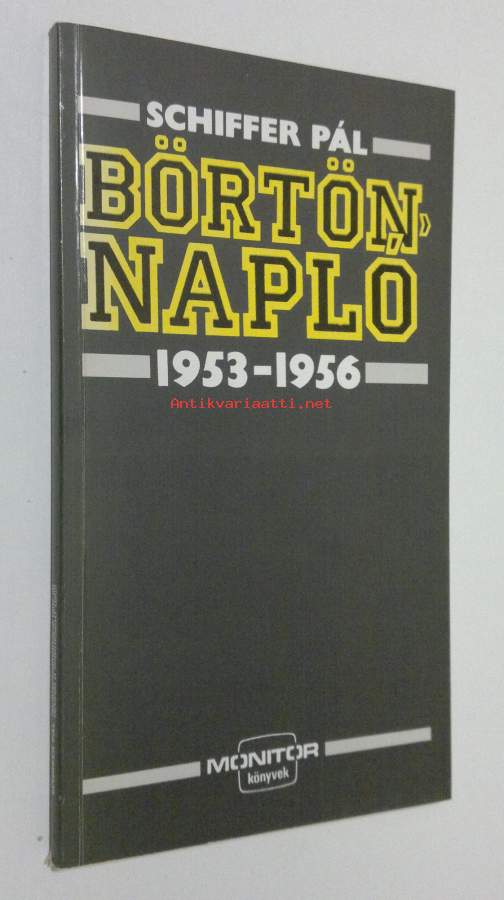 SCHIFFER PÁL
BÖRTÖN-
NAPLÓ
1953-1956
Antikvariaatti.net
MONITOR
könyvek